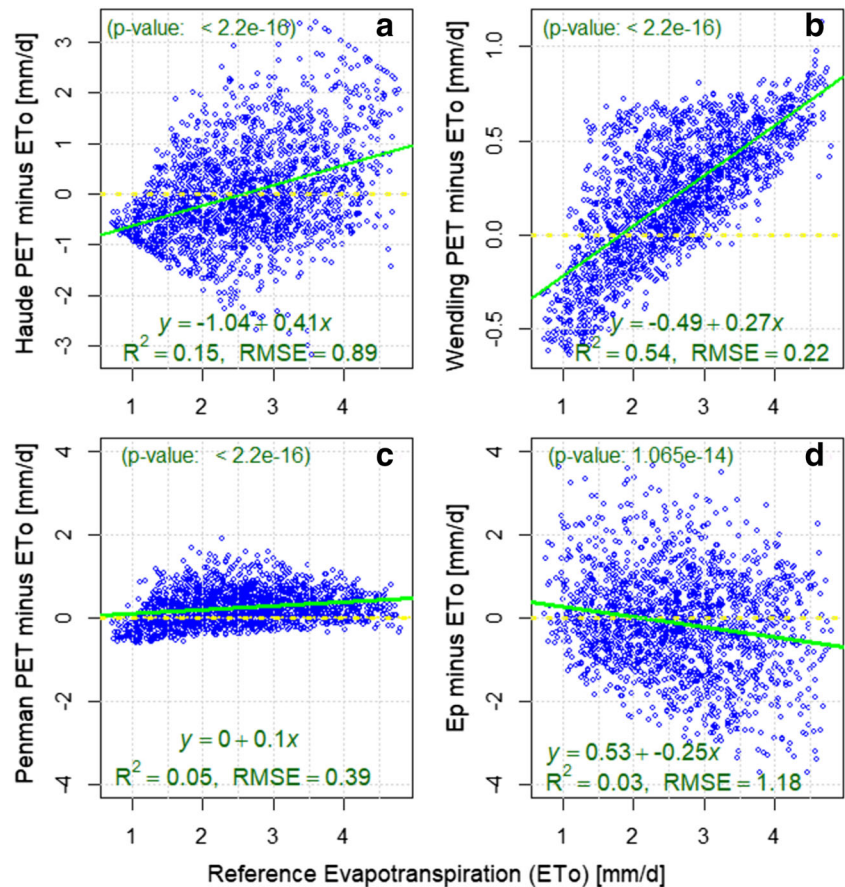 (p-value: < 2.2e-16)
a
Haude PET minus ETo [mm/d]
3
2
1
0
-1
-2
-3
y = -1.04 + 0.41x
R² = 0.15, RMSE = 0.89
1 2 3 4
(p-value: < 2.2e-16)
b
Wendling PET minus ETo [mm/d]
1.0
0.5
0.0
-0.5
y = -0.49 + 0.27x
R² = 0.54, RMSE = 0.22
1 2 3 4
(p-value: < 2.2e-16)
c
Penman PET minus ETo [mm/d]
4
2
0
-2
-4
y = 0 + 0.1x
R² = 0.05, RMSE = 0.39
1 2 3 4
(p-value: 1.065e-14)
d
Ep minus ETo [mm/d]
4
2
0
-2
-4
y = 0.53 + -0.25x
R² = 0.03, RMSE = 1.18
1 2 3 4
Reference Evapotranspiration (ETo) [mm/d]